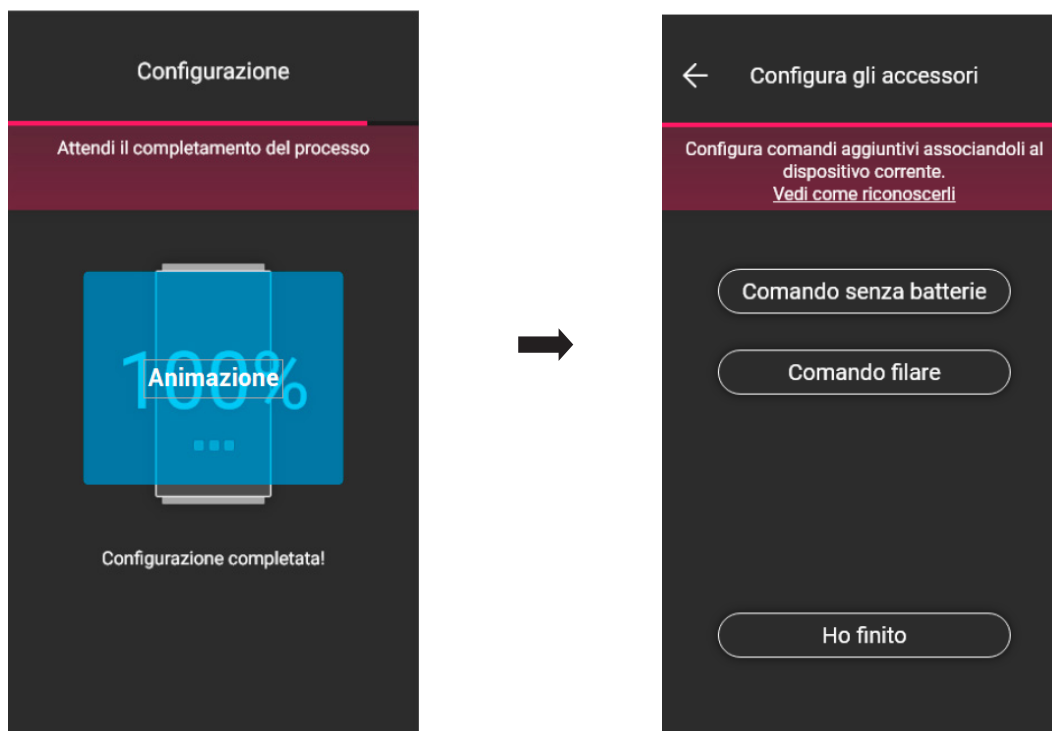 Configurazione
Attendi il completamento del processo
100%
Animazione
Configurazione completata!
Configura gli accessori
Configura comandi aggiuntivi associandoli al
dispositivo corrente.
Vedi come riconoscerli
Comando senza batterie
Comando filare
Ho finito